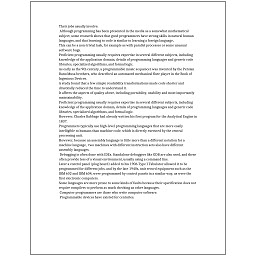 Their jobs usually involve:
Although programming has been presented in the media as a somewhat mathematical
subject, some research shows that good programmers have strong skills in natural human
languages, and that learning to code is similar to learning a foreign language.
This can be a non-trivial task, for example as with parallel processes or some unusual
software bugs.
Proficient programming usually requires expertise in several different subjects, including
knowledge of the application domain, details of programming languages and generic code
libraries, specialized algorithms, and formal logic.
As early as the 9th century, a programmable music sequencer was invented by the Persian
Banu Musa brothers, who described an automated mechanical flute player in the Book of
Ingenious Devices.
A study found that a few simple readability transformations made code shorter and
drastically reduced the time to understand it.
It affects the aspects of quality above, including portability, usability and most importantly
maintainability.
Proficient programming usually requires expertise in several different subjects, including
knowledge of the application domain, details of programming languages and generic code
libraries, specialized algorithms, and formal logic.
However, Charles Babbage had already written his first program for the Analytical Engine in
1837.
Programmers typically use high-level programming languages that are more easily
intelligible to humans than machine code, which is directly executed by the central
processing unit.
However, because an assembly language is little more than a different notation for a
machine language, two machines with different instruction sets also have different
assembly languages.
Debugging is often done with IDEs. Standalone debuggers like GDB are also used, and these
often provide less of a visual environment, usually using a command line.
Later a control panel (plug board) added to his 1906 Type I Tabulator allowed it to be
programmed for different jobs, and by the late 1940s, unit record equipment such as the
IBM 602 and IBM 604, were programmed by control panels in a similar way, as were the
first electronic computers.
Some languages are more prone to some kinds of faults because their specification does not
require compilers to perform as much checking as other languages.
Computer programmers are those who write computer software.
Programmable devices have existed for centuries.